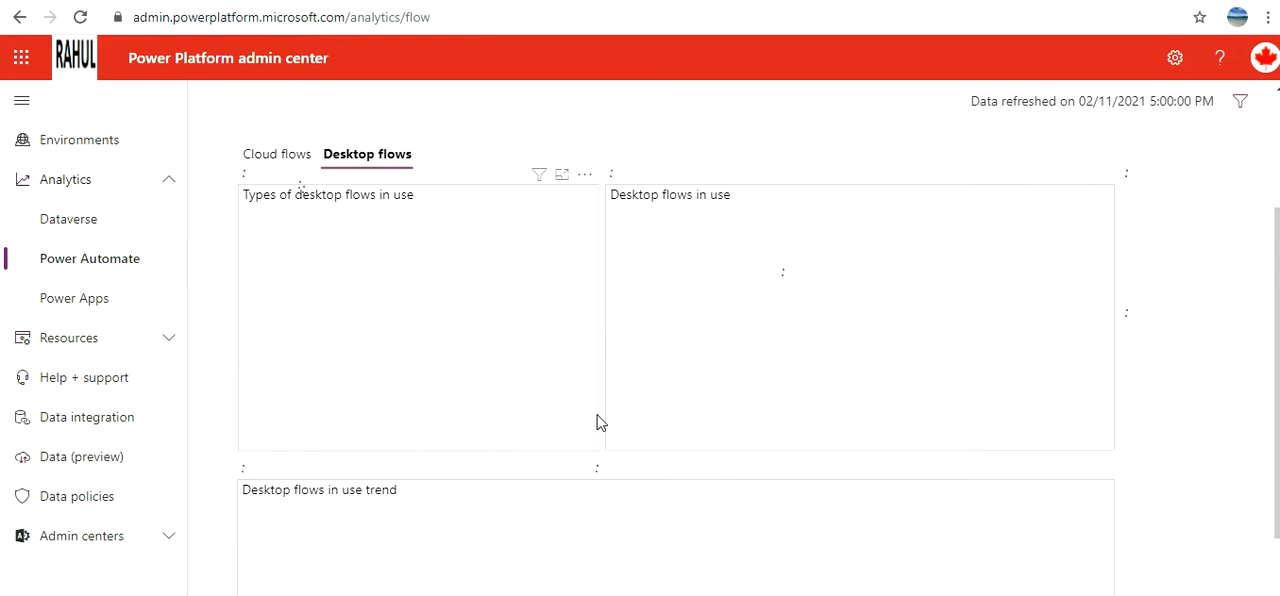 admin.powerplatform.microsoft.com/analytics/flow
RAHUL
Power Platform admin center
?
Data refreshed on 02/11/2021 5:00:00 PM
Environments
Analytics
Dataverse
Power Automate
Power Apps
Resources
Help + support
Data integration
Data (preview)
Data policies
Admin centers
Cloud flows
Desktop flows
Types of desktop flows in use
Desktop flows in use
Desktop flows in use trend